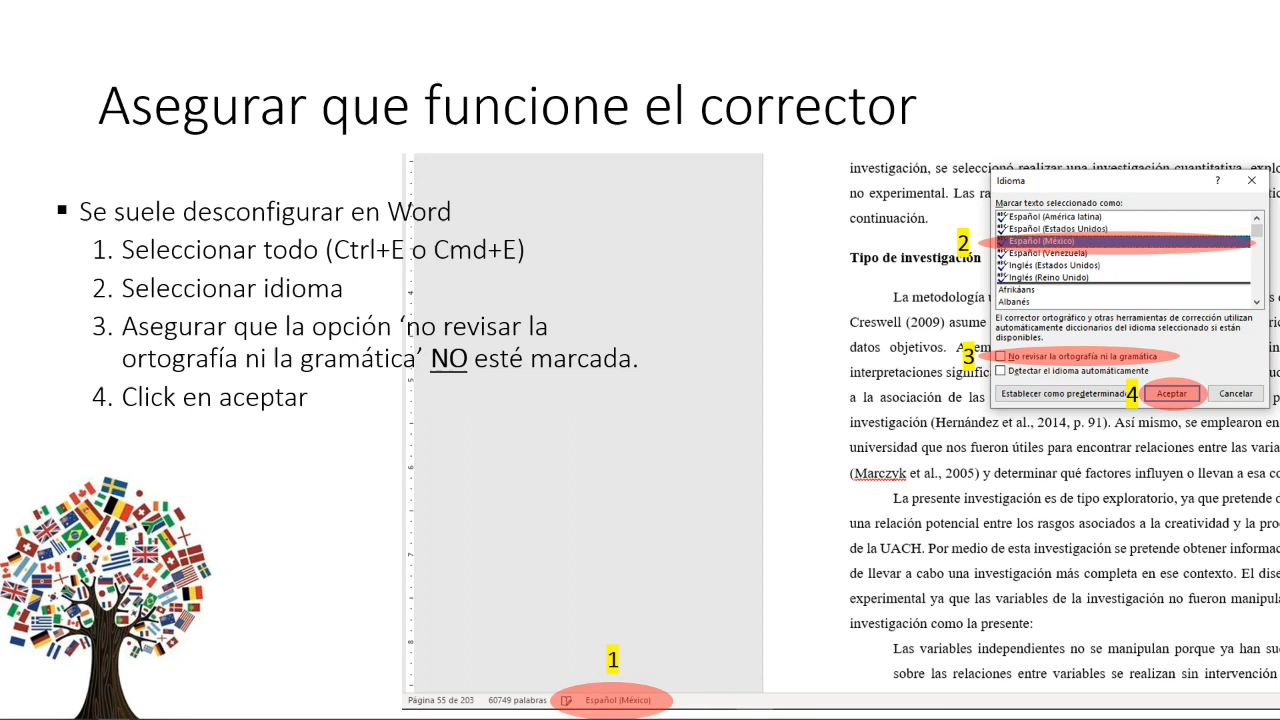 Asegurar que funcione el corrector
▪ Se suele desconfigurar en Word
1. Seleccionar todo (Ctrl+E o Cmd+E)
2. Seleccionar idioma
3. Asegurar que la opción ‘no revisar la
ortografía ni la gramática’ NO esté marcada.
4. Click en aceptar
investigación, se seleccionó realizar una investigación cuantitativa,
no experimental. Las
continuación.
Tipo de investigación
La metodología
Creswell (2009) asume
datos objetivos.
interpretaciones
a la asociación de las
investigación (Hernández et al., 2014, p. 91). Así mismo, se emplearon en
universidad que nos fueron útiles para encontrar relaciones entre las varia
(Marczyk et al., 2005) y determinar qué factores influyen o llevan a esa co
La presente investigación es de tipo exploratorio, ya que pretende
una relación potencial entre los rasgos asociados a la creatividad y la pro
de la UACH. Por medio de esta investigación se pretende obtener informac
de llevar a cabo una investigación más completa en ese contexto. El dise
experimental ya que las variables de la investigación no fueron manipula
investigación como la presente:
Las variables independientes no se manipulan porque ya han su
sobre las relaciones entre variables se realizan sin intervención
Idioma
? ×
Marcar texto seleccionado como:
Español (América latina)
Español (Estados Unidos)
2
Español (México)
Español (Venezuela)
Inglés (Estados Unidos)
Inglés (Reino Unido)
Afrikáans
Albanés
El corrector ortográfico y otras herramientas de corrección utilizan
automáticamente diccionarios del idioma seleccionado si están
disponibles.
3
No revisar la ortografía ni la gramática
Detectar el idioma automáticamente
Establecer como predeterminado
4
Aceptar
Cancelar
1
Página 55 de 203
60749 palabras
Español (México)
4
5
6
7
8